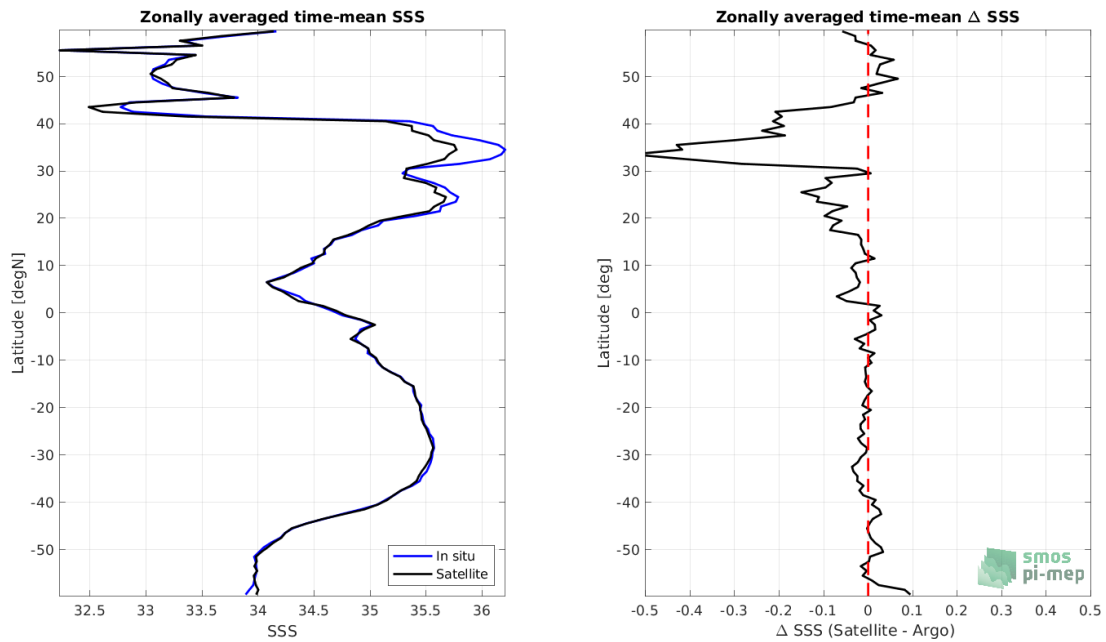 Zonally averaged time-mean SSS
Latitude [degN]
50
40
30
20
10
0
-10
-20
-30
-40
-50
32.5 33 33.5 34 34.5 35 35.5 36
SSS
In situ
Satellite
Zonally averaged time-mean Δ SSS
Latitude [deg]
50
40
30
20
10
0
-10
-20
-30
-40
-50
-0.5 -0.4 -0.3 -0.2 -0.1 0 0.1 0.2 0.3 0.4 0.5
Δ SSS (Satellite - Argo)
smos
pi-mep